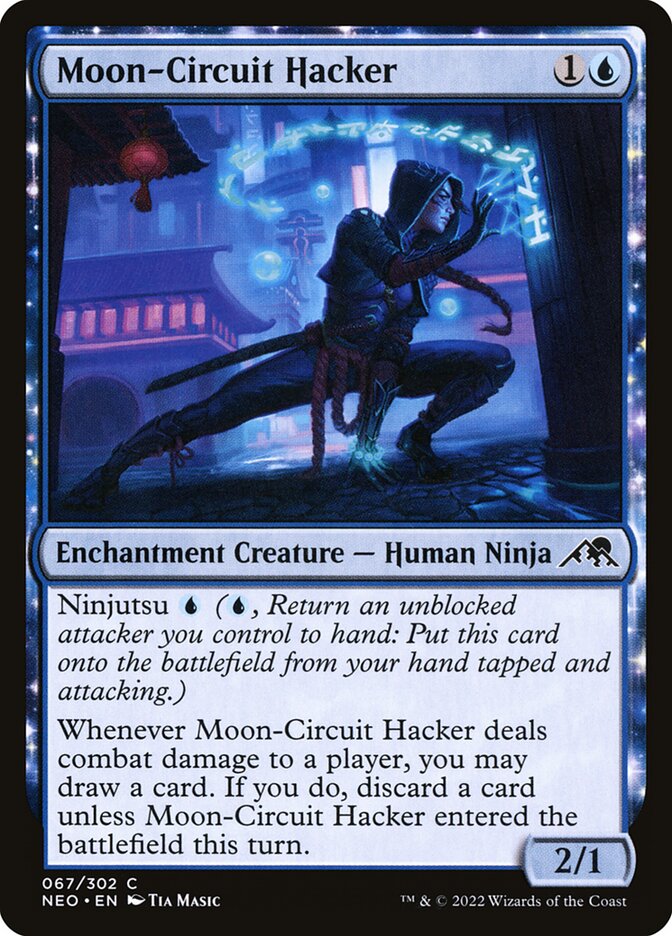 Moon-Circuit Hacker 1
Enchantment Creature — Human Ninja
Ninjutsu (, Return an unblocked
attacker you control to hand: Put this card
onto the battlefield from your hand tapped and
attacking.)
Whenever Moon-Circuit Hacker deals
combat damage to a player, you may
draw a card. If you do, discard a card
unless Moon-Circuit Hacker entered the
battlefield this turn.
2/1
067/302 C
NEO • EN Tia Masic
™ & © 2022 Wizards of the Coast